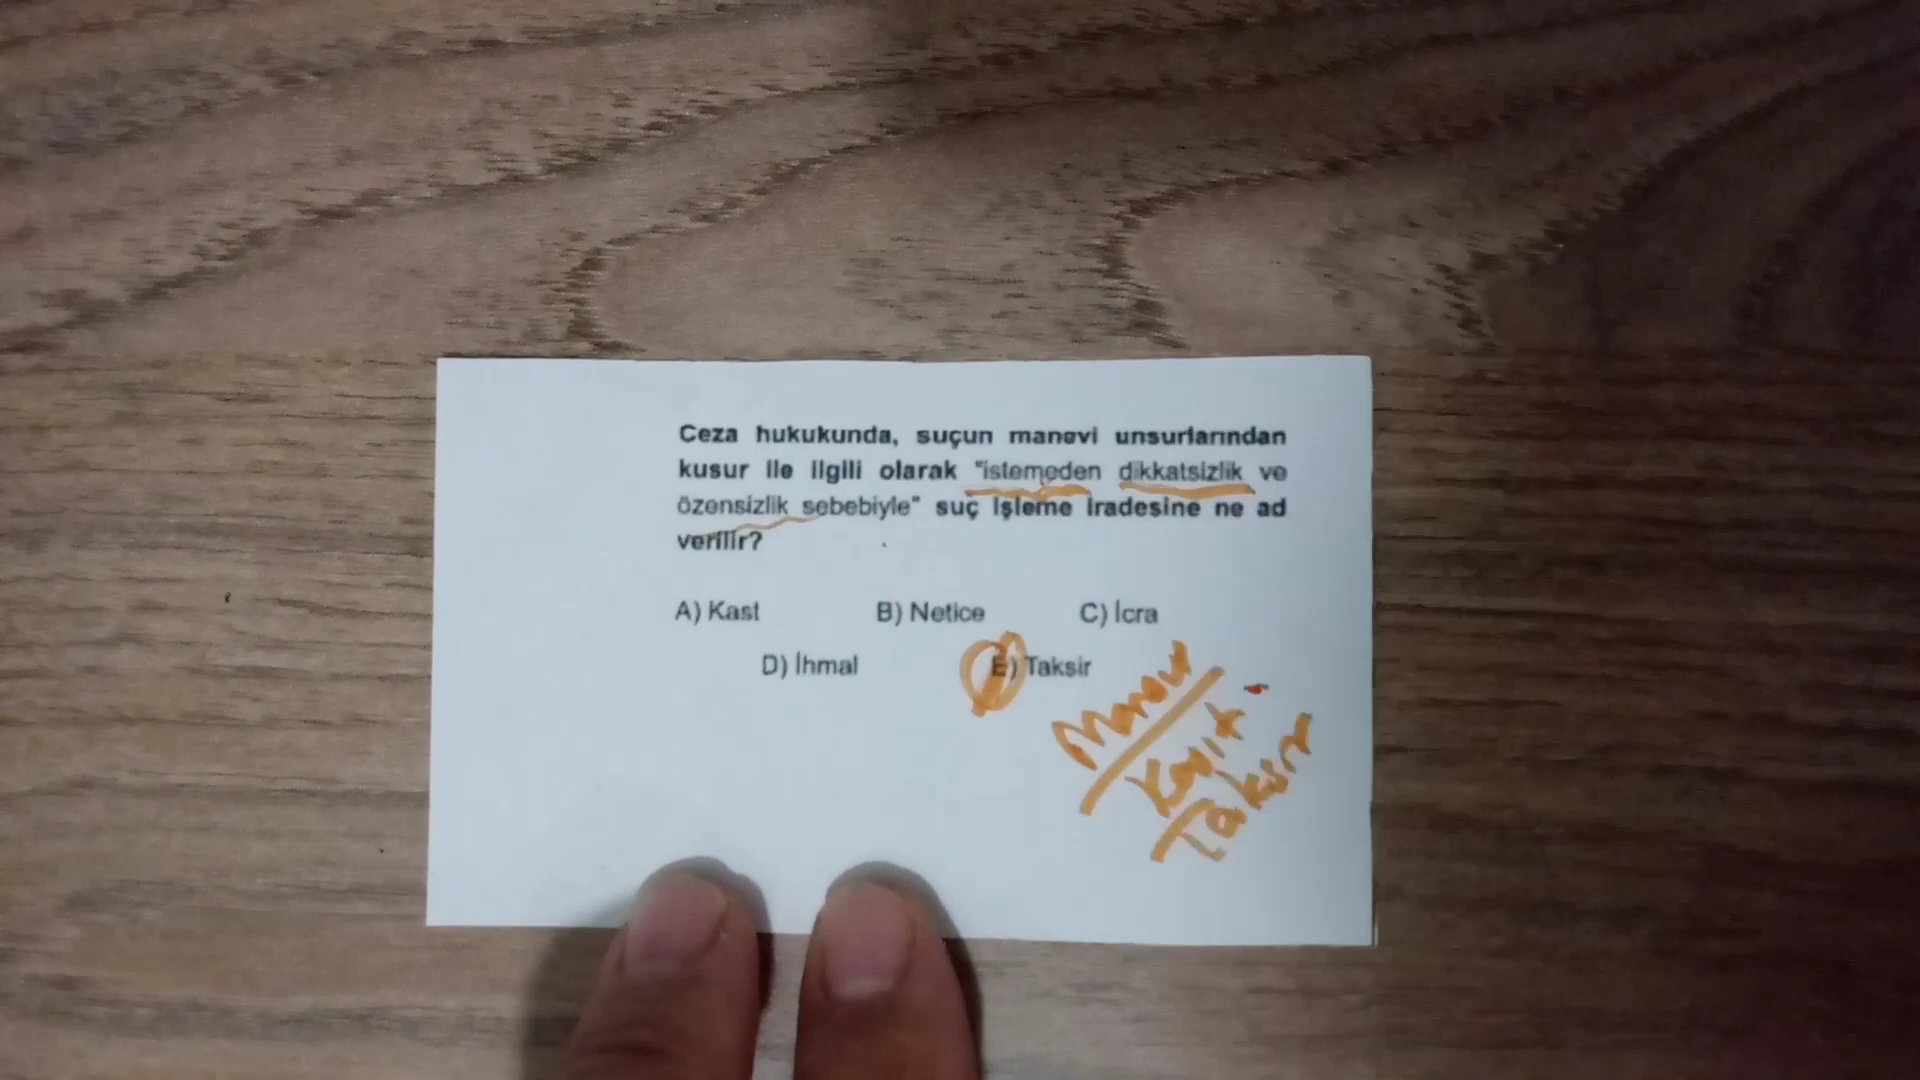 Ceza hukukunda, suçun manevi unsurlarından
kusur ile ilgili olarak "istemeden dikkatsizlik ve
özensizlik sebebiyle" suç işleme iradesine ne ad
verilir?
A) Kast B) Netice C) İcra
D) İhmal E) Taksir
Manevi
Kasıt
Taksir